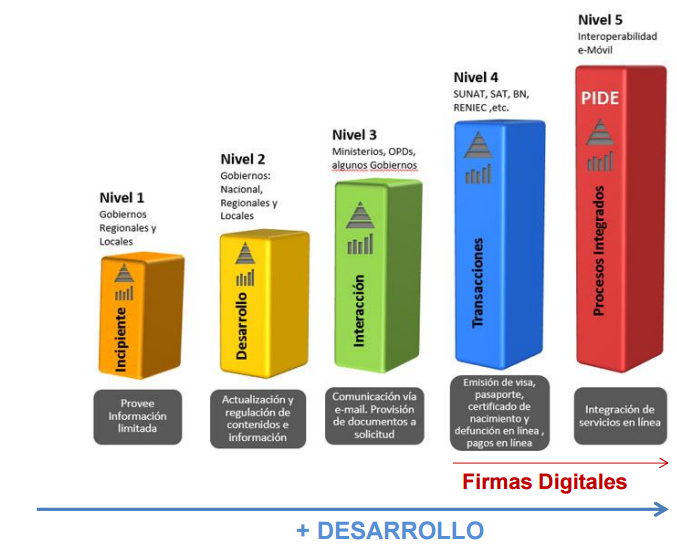 Nivel 1
Gobiernos
Regionales y
Locales
Incipiente
Provee
Información
limitada
Nivel 2
Gobiernos:
Nacional,
Regionales y
Locales
Desarrollo
Actualización y
regulación de
contenidos e
información
Nivel 3
Ministerios, OPDs,
algunos Gobiernos
Interacción
Comunicación vía
e-mail. Provisión
de documentos a
solicitud
Nivel 4
SUNAT, SAT, BN,
RENIEC ,etc.
Transacciones
Emisión de visa,
pasaporte,
certificado de
nacimiento y
defunción en línea ,
pagos en línea
Nivel 5
Interoperabilidad
e-Móvil
PIDE
Procesos Integrados
Integración de
servicios en línea
Firmas Digitales
+ DESARROLLO